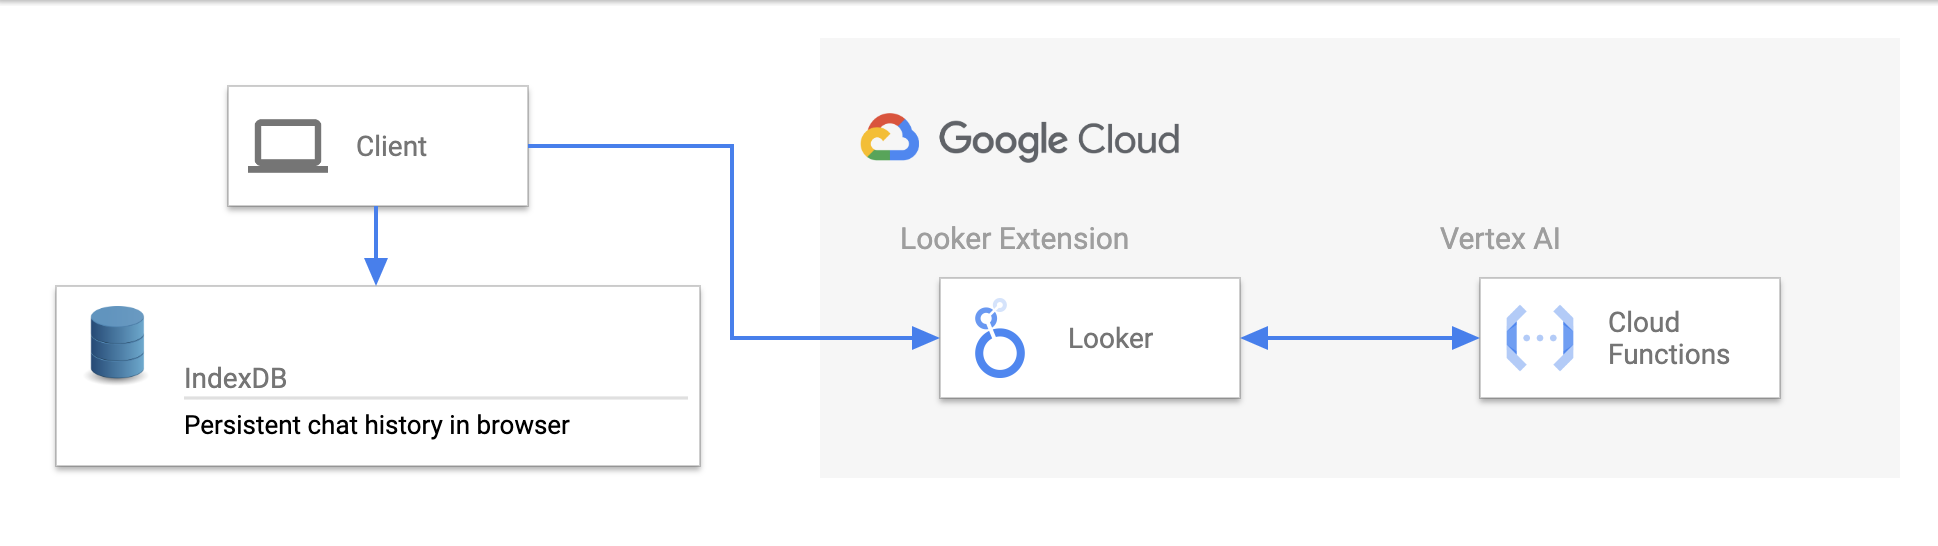 Client
IndexDB
Persistent chat history in browser
Google Cloud
Looker Extension
Looker
Vertex AI
Cloud
Functions